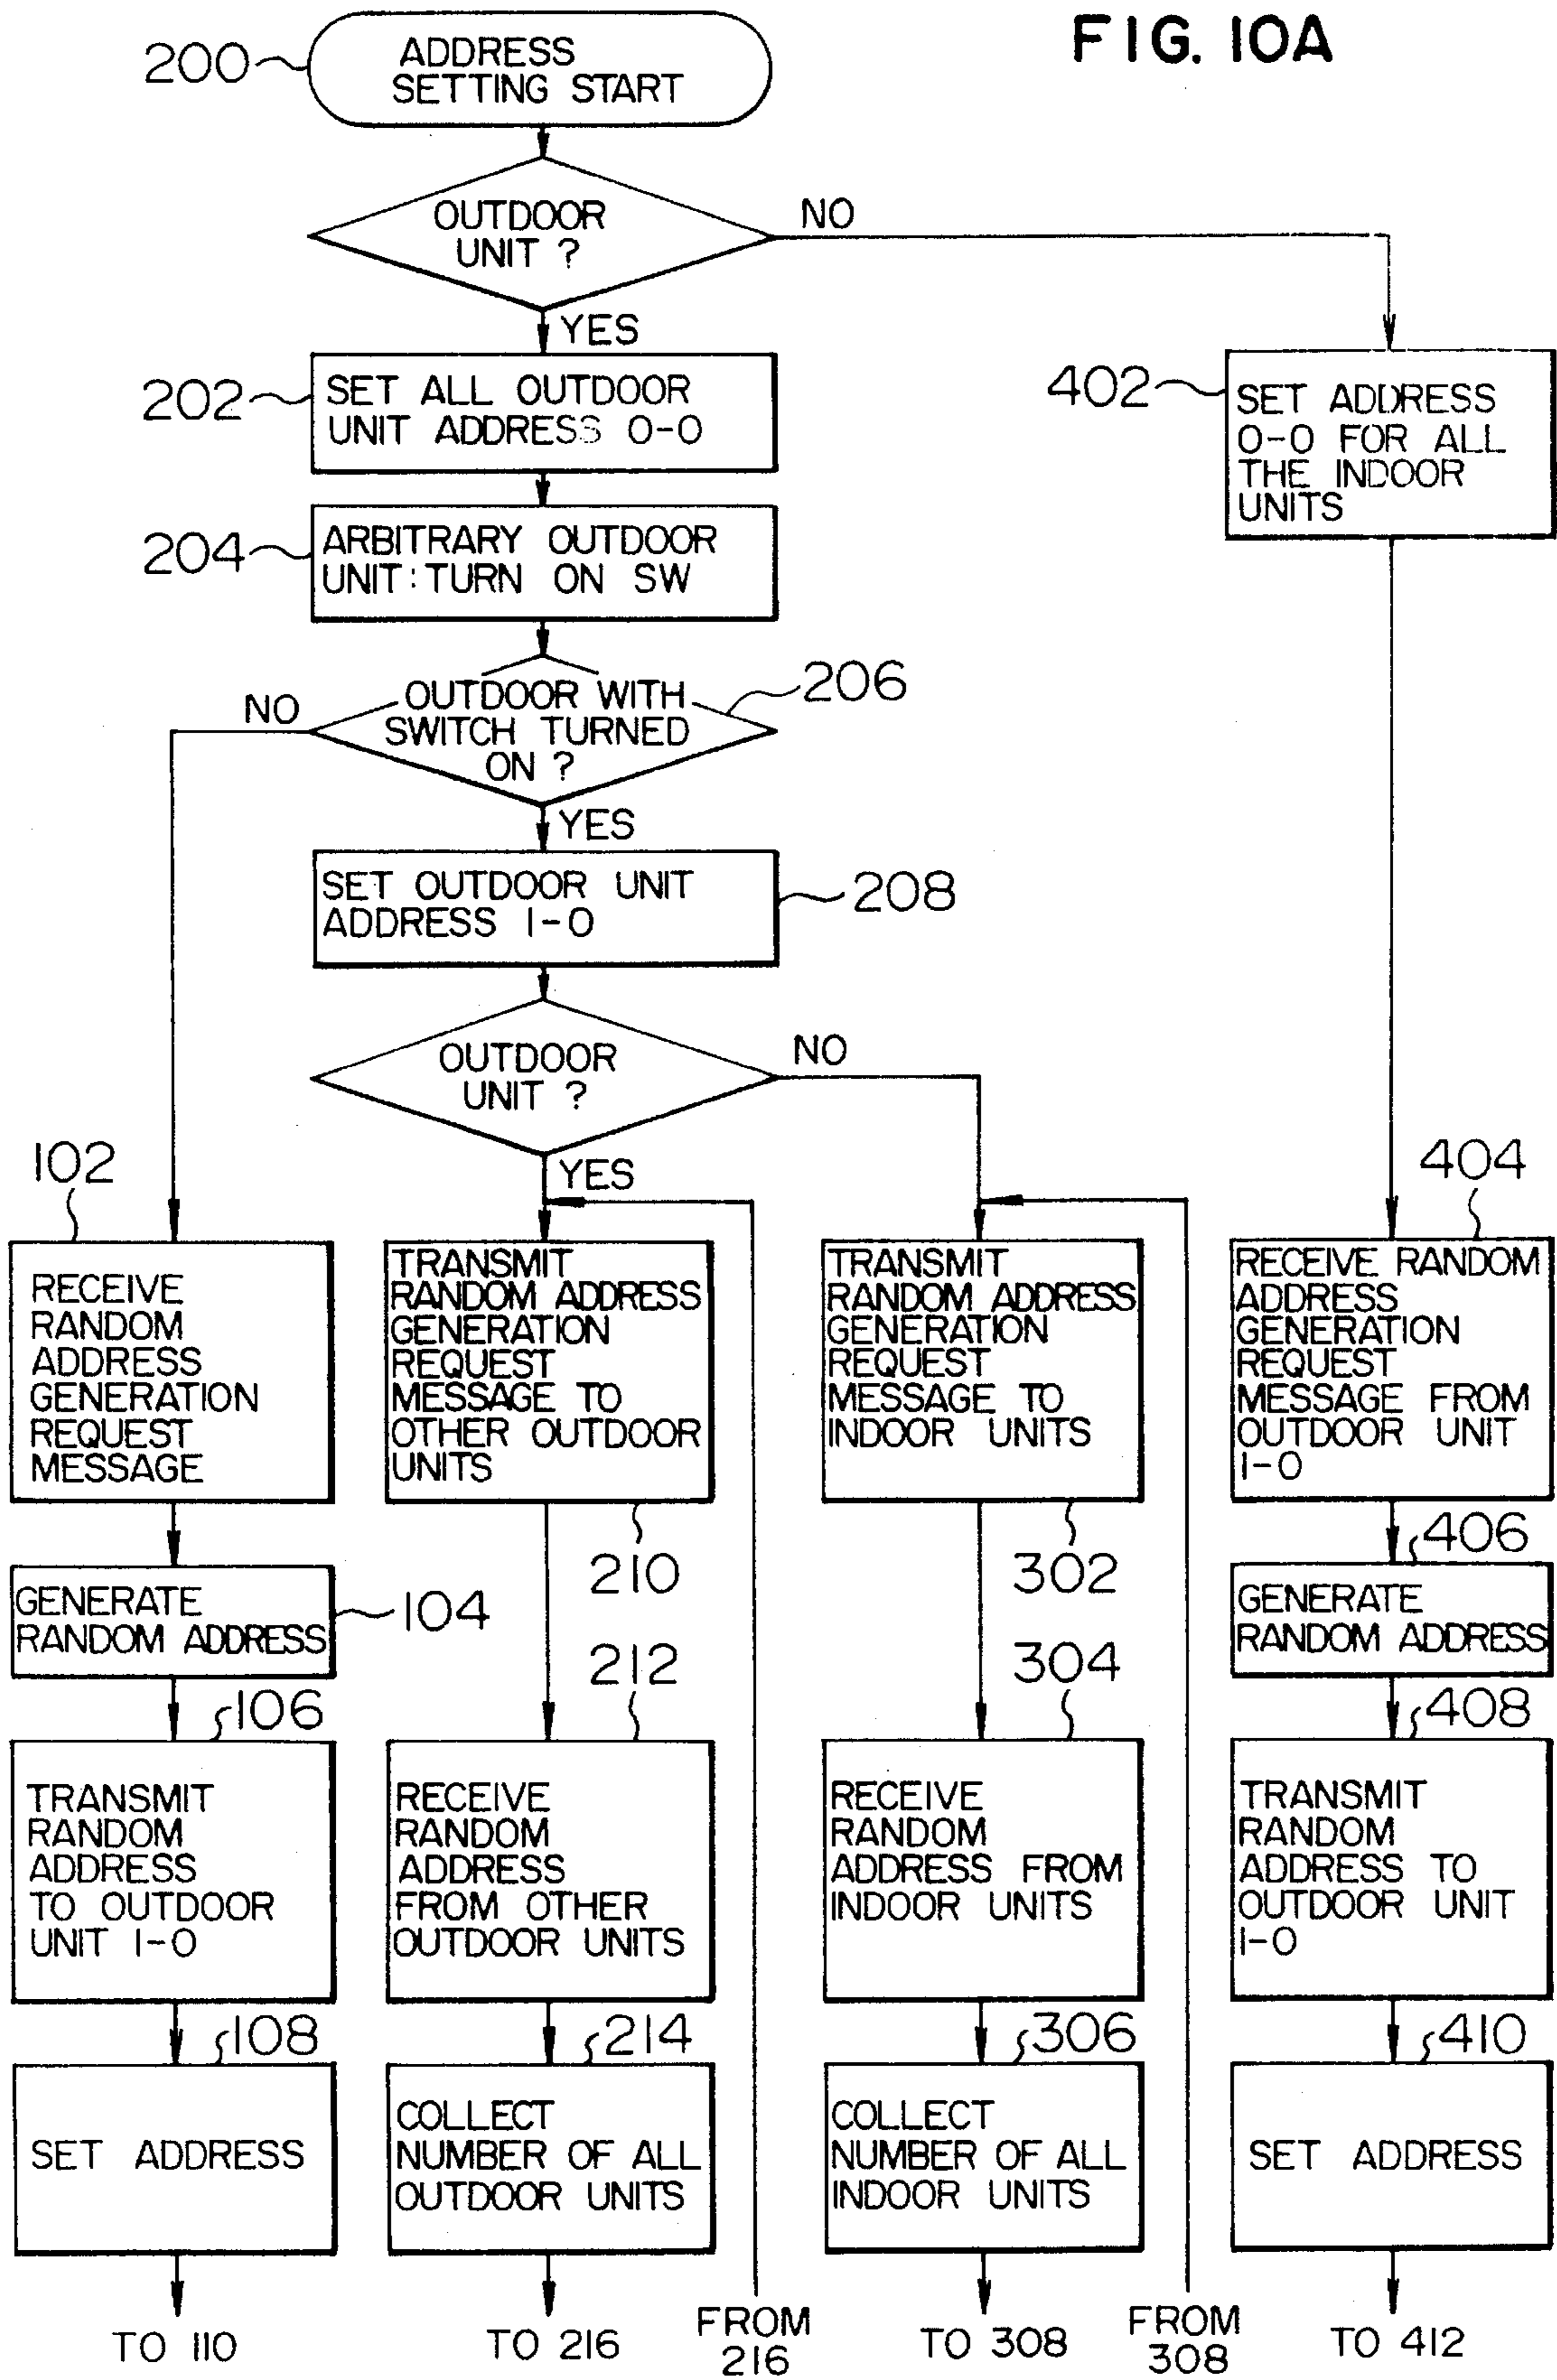 FIG. 10A
200
ADDRESS
SETTING START
OUTDOOR
UNIT ?
NO
YES
202
SET ALL OUTDOOR
UNIT ADDRESS 0-0
402
SET ADDRESS
0-0 FOR ALL
THE INDOOR
UNITS
204
ARBITRARY OUTDOOR
UNIT : TURN ON SW
206
OUTDOOR WITH
SWITCH TURNED
ON ?
NO
YES
208
SET OUTDOOR UNIT
ADDRESS 1-0
OUTDOOR
UNIT ?
NO
YES
102
RECEIVE
RANDOM
ADDRESS
GENERATION
REQUEST
MESSAGE
TRANSMIT
RANDOM ADDRESS
GENERATION
REQUEST
MESSAGE TO
OTHER OUTDOOR
UNITS
210
TRANSMIT
RANDOM ADDRESS
GENERATION
REQUEST
MESSAGE TO
INDOOR UNITS
302
404
RECEIVE RANDOM
ADDRESS
GENERATION
REQUEST
MESSAGE FROM
OUTDOOR UNIT
1-0
GENERATE
RANDOM ADDRESS
104
406
GENERATE
RANDOM ADDRESS
106
TRANSMIT
RANDOM
ADDRESS
TO OUTDOOR
UNIT 1-0
212
RECEIVE
RANDOM
ADDRESS
FROM OTHER
OUTDOOR UNITS
304
RECEIVE
RANDOM
ADDRESS FROM
INDOOR UNITS
408
TRANSMIT
RANDOM
ADDRESS TO
OUTDOOR UNIT
1-0
108
SET ADDRESS
214
COLLECT
NUMBER OF ALL
OUTDOOR UNITS
306
COLLECT
NUMBER OF ALL
INDOOR UNITS
410
SET ADDRESS
TO 110
TO 216
FROM
216
TO 308
FROM
308
TO 412